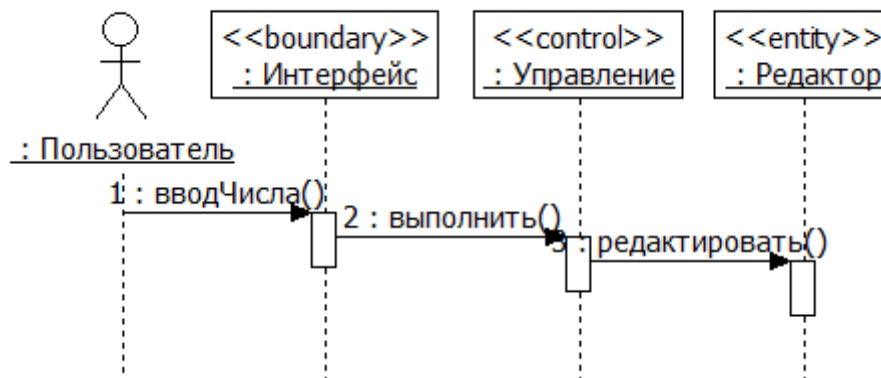 <<boundary>>
: Интерфейс
<<control>>
: Управление
<<entity>>
: Редактор
: Пользователь
1 : вводЧисла()
2 : выполнить()
3 : редактировать()